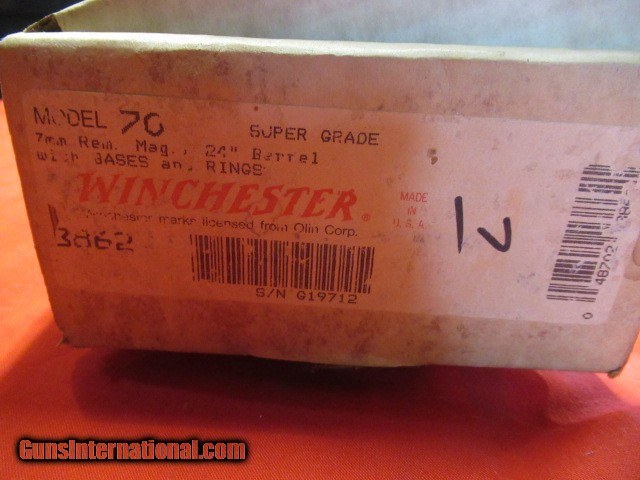 MODEL 70 SUPER GRADE
7mm Rem. Mag., 24" Barrel
with BASES and RINGS
WINCHESTER®
Winchester marks licensed from Olin Corp.
MADE
IN
U.S.A.
3862
S/N G19712
GunsInternational.com